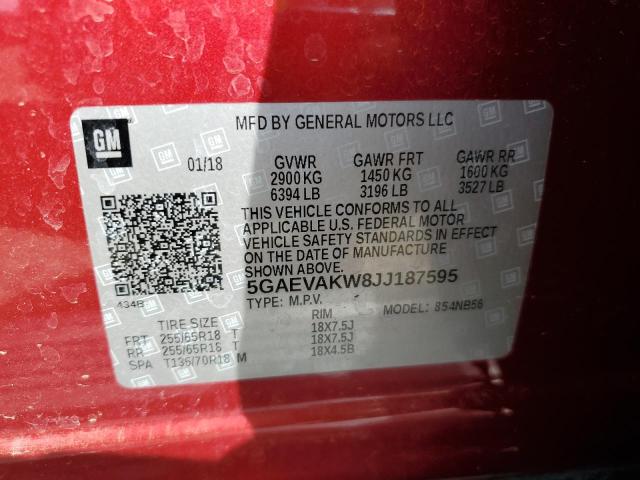 GM
MFD BY GENERAL MOTORS LLC
01/18 GVWR GAWR FRT GAWR RR
2900 KG 1450 KG 1600 KG
6394 LB 3196 LB 3527 LB
THIS VEHICLE CONFORMS TO ALL
APPLICABLE U.S. FEDERAL MOTOR
VEHICLE SAFETY STANDARDS IN EFFECT
ON THE DATE OF MANUFACTURE
SHOWN ABOVE.
5GAEVAKW8JJ187595
434B
TYPE: M.P.V. MODEL: 854NB56
TIRE SIZE RIM
FRT 255/65R18 T 18X7.5J
RR 255/65R18 T 18X7.5J
SPA T135/70R18 M 18X4.5B